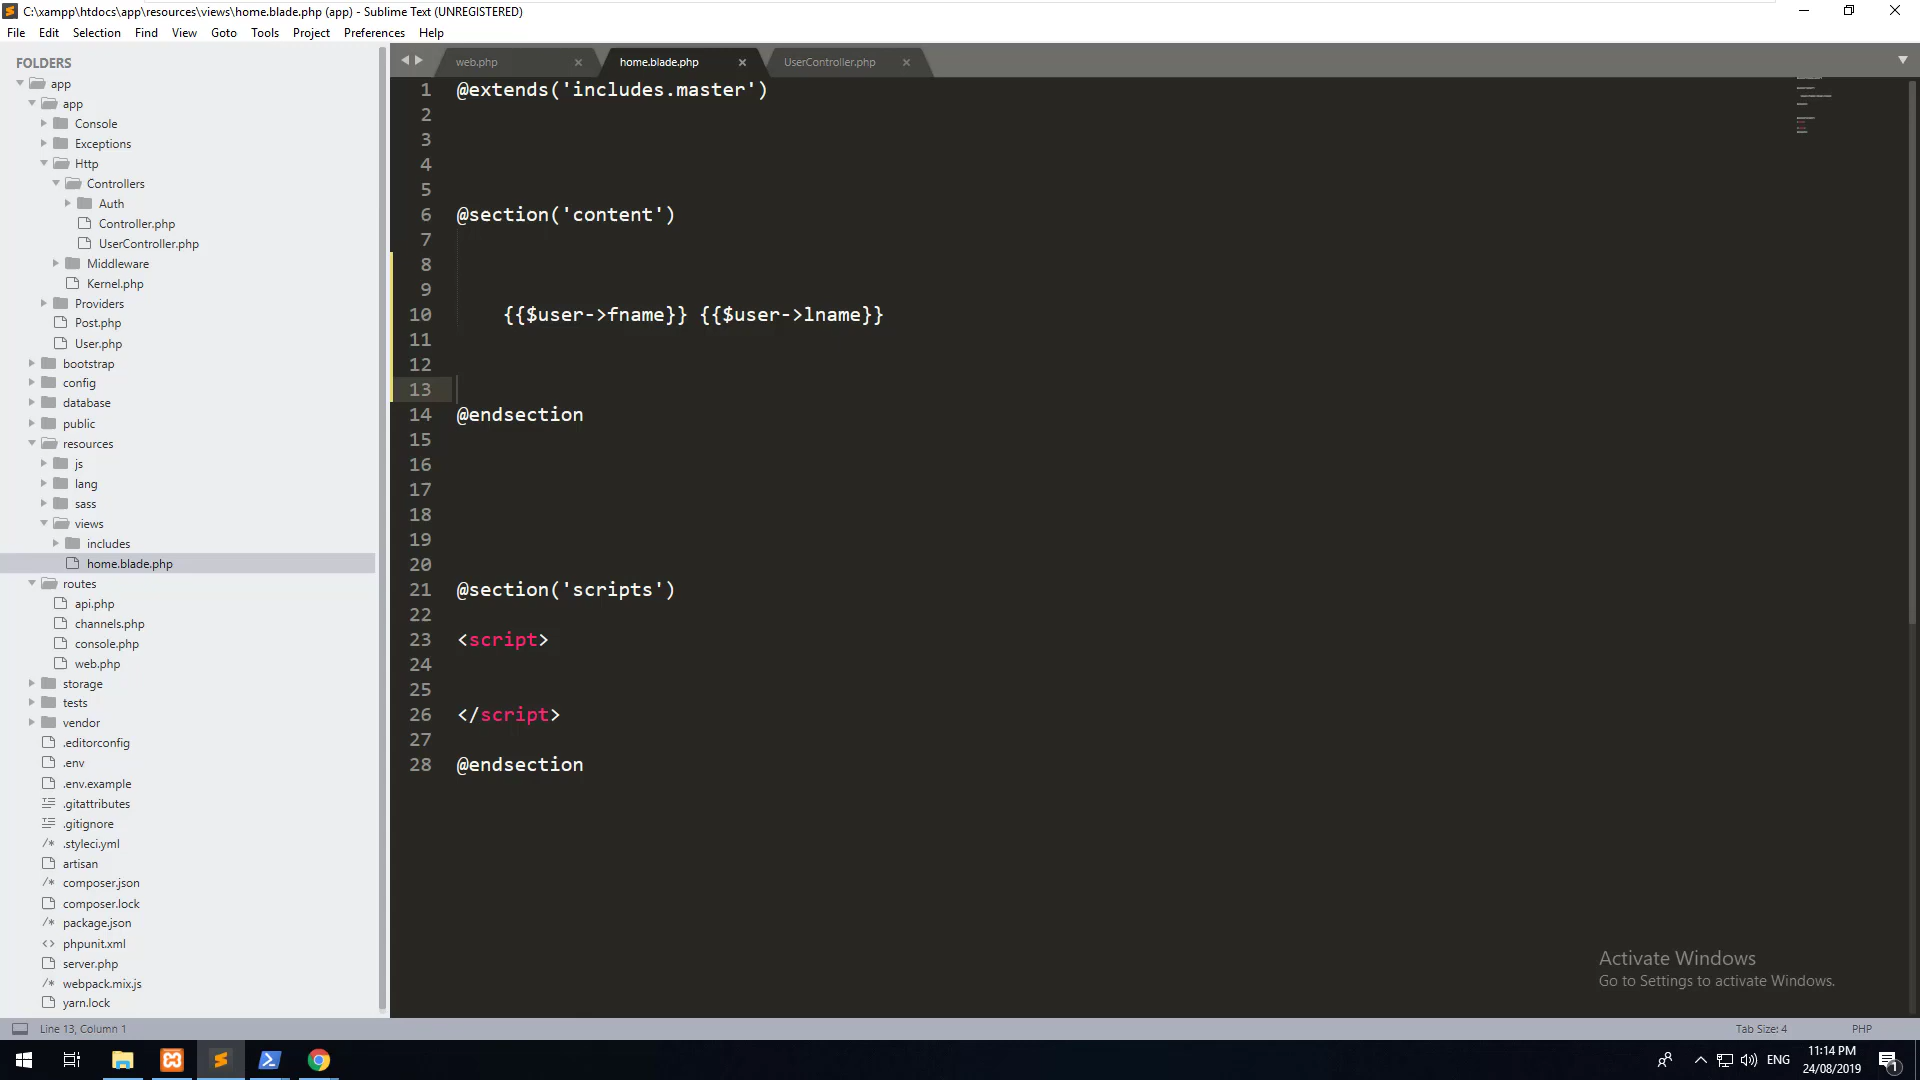 C:\xampp\htdocs\app\resources\views\home.blade.php (app) - Sublime Text (UNREGISTERED)
File Edit Selection Find View Goto Tools Project Preferences Help
FOLDERS
app
app
Console
Exceptions
Http
Controllers
Auth
Controller.php
UserController.php
Middleware
Kernel.php
Providers
Post.php
User.php
bootstrap
config
database
public
resources
js
lang
sass
views
includes
home.blade.php
routes
api.php
channels.php
console.php
web.php
storage
tests
vendor
.editorconfig
.env
.env.example
.gitattributes
.gitignore
.styleci.yml
artisan
composer.json
composer.lock
package.json
phpunit.xml
server.php
webpack.mix.js
yarn.lock
web.php home.blade.php UserController.php
1 @extends('includes.master')
2
3
4
5
6 @section('content')
7
8
9
10 {{$user->fname}} {{$user->lname}}
11
12
13
14 @endsection
15
16
17
18
19
20
21 @section('scripts')
22
23 <script>
24
25
26 </script>
27
28 @endsection
Activate Windows
Go to Settings to activate Windows.
Line 13, Column 1 Tab Size: 4 PHP
ENG
11:14 PM
24/08/2019
1